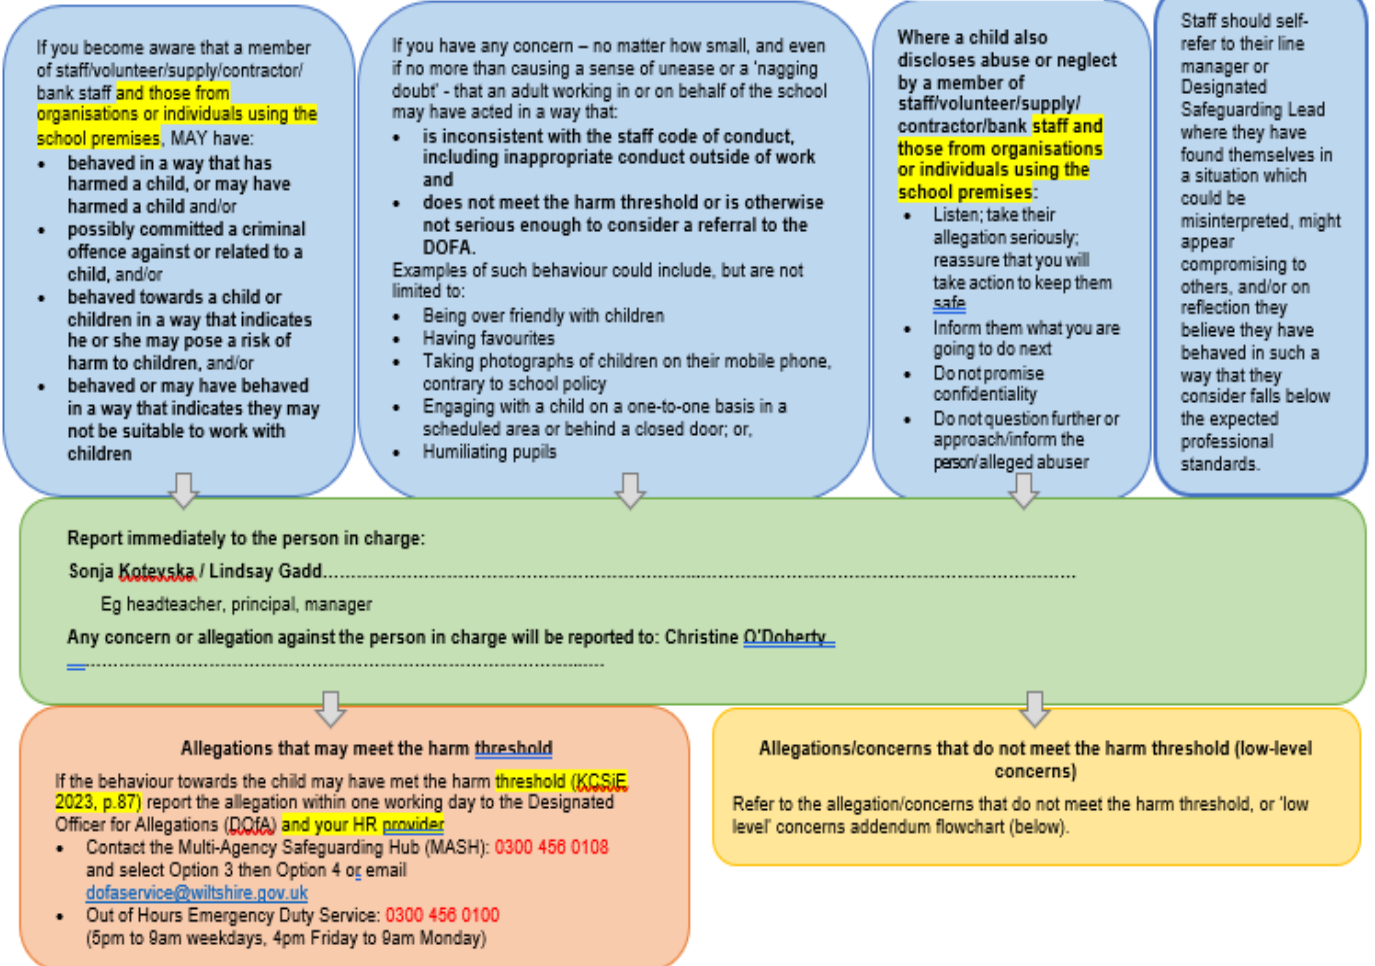 If you become aware that a member
of staff/volunteer/supply/contractor/
bank staff and those from
organisations or individuals using the
school premises, MAY have:
• behaved in a way that has
harmed a child, or may have
harmed a child and/or
• possibly committed a criminal
offence against or related to a
child, and/or
• behaved towards a child or
children in a way that indicates
he or she may pose a risk of
harm to children, and/or
• behaved or may have behaved
in a way that indicates they may
not be suitable to work with
children
If you have any concern – no matter how small, and even
if no more than causing a sense of unease or a 'nagging
doubt' - that an adult working in or on behalf of the school
may have acted in a way that:
• is inconsistent with the staff code of conduct,
including inappropriate conduct outside of work
and
• does not meet the harm threshold or is otherwise
not serious enough to consider a referral to the
DOFA.
Examples of such behaviour could include, but are not
limited to:
• Being over friendly with children
• Having favourites
• Taking photographs of children on their mobile phone,
contrary to school policy
• Engaging with a child on a one-to-one basis in a
scheduled area or behind a closed door; or,
• Humiliating pupils
Where a child also
discloses abuse or neglect
by a member of
staff/volunteer/supply/
contractor/bank staff and
those from organisations
or individuals using the
school premises:
• Listen; take their
allegation seriously;
reassure that you will
take action to keep them
safe
• Inform them what you are
going to do next
• Do not promise
confidentiality
• Do not question further or
approach/inform the
person/alleged abuser
Staff should self-
refer to their line
manager or
Designated
Safeguarding Lead
where they have
found themselves in
a situation which
could be
misinterpreted, might
appear
compromising to
others, and/or on
reflection they
believe they have
behaved in such a
way that they
consider falls below
the expected
professional
standards.
Report immediately to the person in charge:
Sonja Kotevska / Lindsay Gadd..........................................................................................
Eg headteacher, principal, manager
Any concern or allegation against the person in charge will be reported to: Christine O'Doherty
..........................................................................................
Allegations that may meet the harm threshold
If the behaviour towards the child may have met the harm threshold (KCSiE
2023, p.87) report the allegation within one working day to the Designated
Officer for Allegations (DOfA) and your HR provider
• Contact the Multi-Agency Safeguarding Hub (MASH): 0300 456 0108
and select Option 3 then Option 4 or email
dofaservice@wiltshire.gov.uk
• Out of Hours Emergency Duty Service: 0300 456 0100
(5pm to 9am weekdays, 4pm Friday to 9am Monday)
Allegations/concerns that do not meet the harm threshold (low-level
concerns)
Refer to the allegation/concerns that do not meet the harm threshold, or 'low
level' concerns addendum flowchart (below).